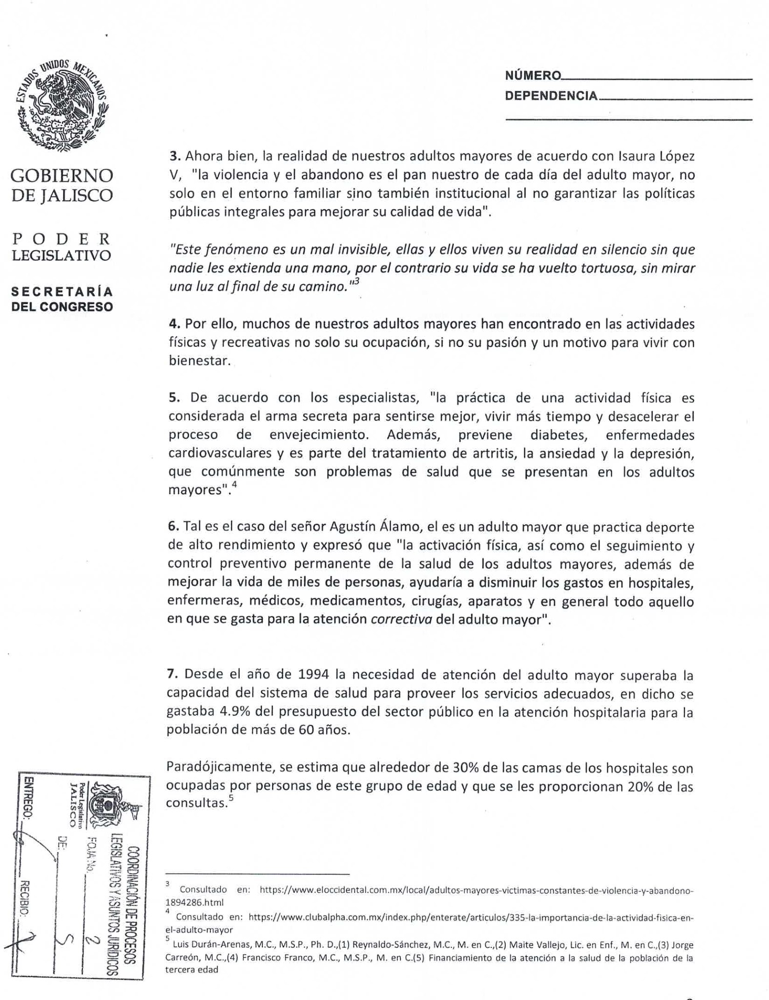 ESTADOS UNIDOS MEXICANOS
NÚMERO
DEPENDENCIA
GOBIERNO
DE JALISCO
PODER
LEGISLATIVO
SECRETARÍA
DEL CONGRESO
3. Ahora bien, la realidad de nuestros adultos mayores de acuerdo con Isaura López
V, "la violencia y el abandono es el pan nuestro de cada día del adulto mayor, no
solo en el entorno familiar sino también institucional al no garantizar las políticas
públicas integrales para mejorar su calidad de vida".
"Este fenómeno es un mal invisible, ellas y ellos viven su realidad en silencio sin que
nadie les extienda una mano, por el contrario su vida se ha vuelto tortuosa, sin mirar
una luz al final de su camino."3
4. Por ello, muchos de nuestros adultos mayores han encontrado en las actividades
físicas y recreativas no solo su ocupación, si no su pasión y un motivo para vivir con
bienestar.
5. De acuerdo con los especialistas, "la práctica de una actividad física es
considerada el arma secreta para sentirse mejor, vivir más tiempo y desacelerar el
proceso de envejecimiento. Además, previene diabetes, enfermedades
cardiovasculares y es parte del tratamiento de artritis, la ansiedad y la depresión,
que comúnmente son problemas de salud que se presentan en los adultos
mayores".4
6. Tal es el caso del señor Agustín Álamo, el es un adulto mayor que practica deporte
de alto rendimiento y expresó que "la activación física, así como el seguimiento y
control preventivo permanente de la salud de los adultos mayores, además de
mejorar la vida de miles de personas, ayudaría a disminuir los gastos en hospitales,
enfermeras, médicos, medicamentos, cirugías, aparatos y en general todo aquello
en que se gasta para la atención correctiva del adulto mayor".
7. Desde el año de 1994 la necesidad de atención del adulto mayor superaba la
capacidad del sistema de salud para proveer los servicios adecuados, en dicho se
gastaba 4.9% del presupuesto del sector público en la atención hospitalaria para la
población de más de 60 años.
Paradójicamente, se estima que alrededor de 30% de las camas de los hospitales son
ocupadas por personas de este grupo de edad y que se les proporcionan 20% de las
consultas.5
COORDINACIÓN DE PROCESOS
LEGISLATIVOS Y ASUNTOS JURÍDICOS
Poder Legislativo
JALISCO
FOJA No. 2
DE: 5
ENTREGO: RECIBIO:
3 Consultado en: https://www.eloccidental.com.mx/local/adultos-mayores-victimas-constantes-de-violencia-y-abandono-
1894286.html
4 Consultado en: https://www.clubalpha.com.mx/index.php/enterate/articulos/335-la-importancia-de-la-actividad-fisica-en-
el-adulto-mayor
5 Luis Durán-Arenas, M.C., M.S.P., Ph. D.,(1) Reynaldo-Sánchez, M.C., M. en C.,(2) Maite Vallejo, Lic. en Enf., M. en C.,(3) Jorge
Carreón, M.C.,(4) Francisco Franco, M.C., M.S.P., M. en C.(5) Financiamiento de la atención a la salud de la población de la
tercera edad